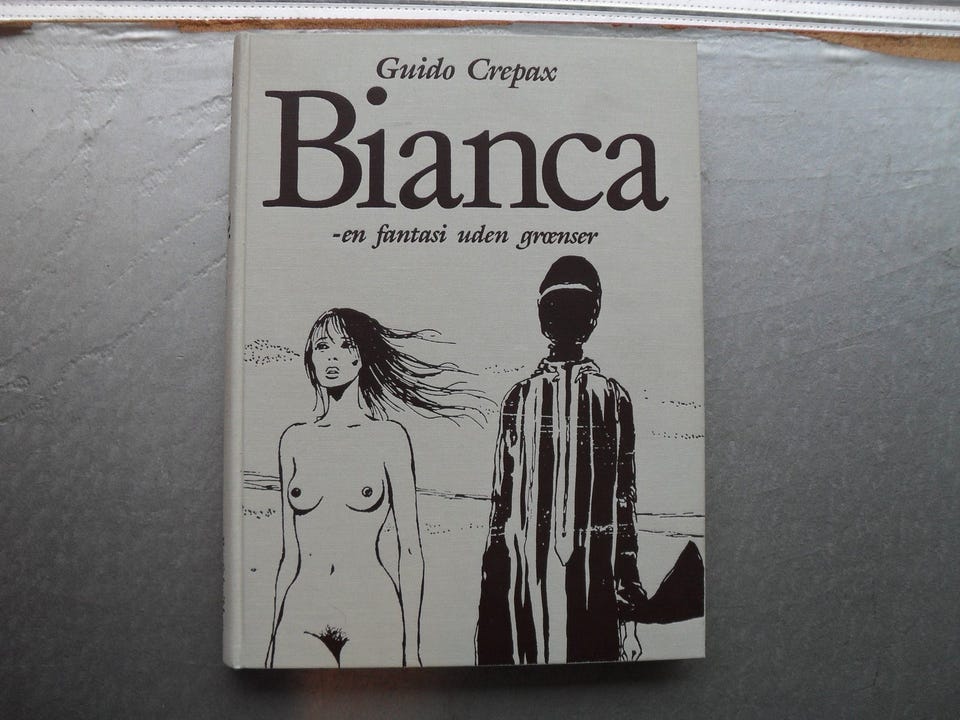 Guido Crepax
Bianca
-en fantasi uden grænser